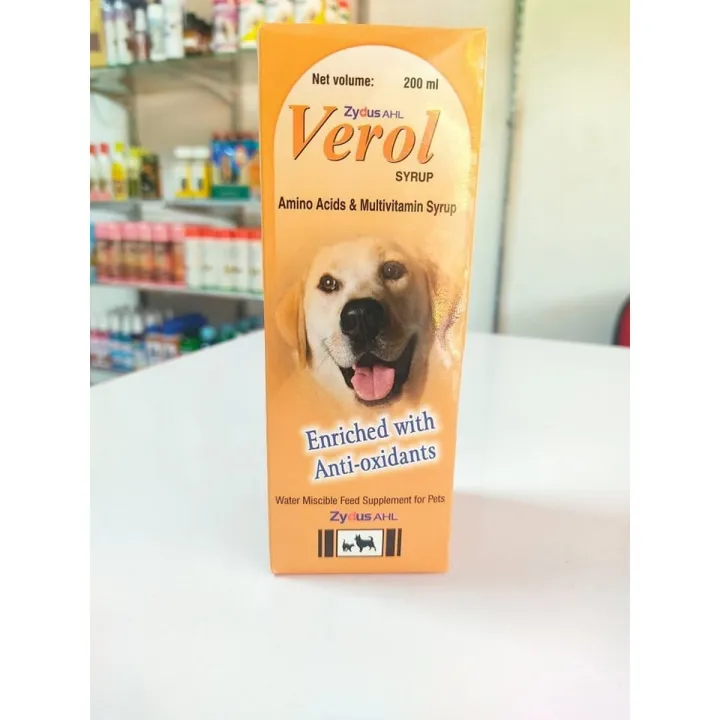 Net volume: 200 ml
Zydus AHL
Verol
SYRUP
Amino Acids & Multivitamin Syrup
Enriched with
Anti-oxidants
Water Miscible Feed Supplement for Pets
Zydus AHL